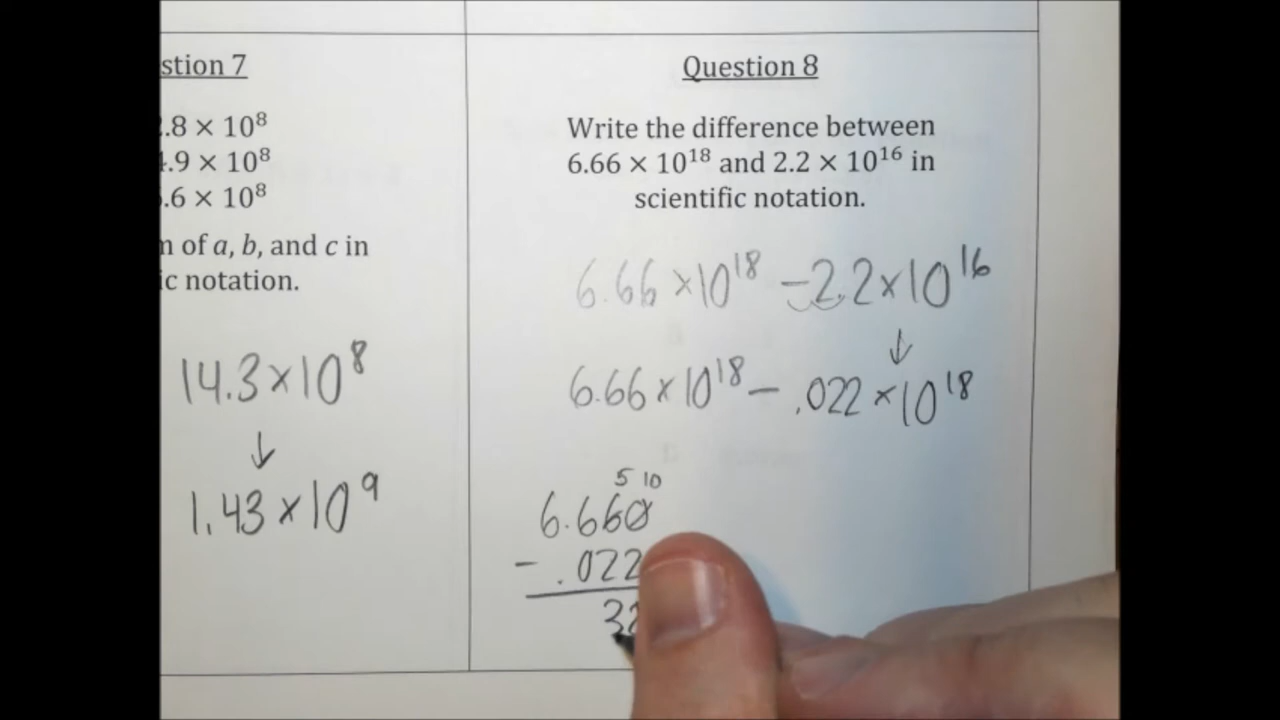 stion 7
.8 × 10⁸
.9 × 10⁸
.6 × 10⁸
of a, b, and c in
ic notation.
14.3×10⁸
↓
1.43×10⁹
Question 8
Write the difference between
6.66 × 10¹⁸ and 2.2 × 10¹⁶ in
scientific notation.
6.66×10¹⁸ −2.2×10¹⁶
↓
6.66×10¹⁸ − .022×10¹⁸
5 10
6.660
− .022
3